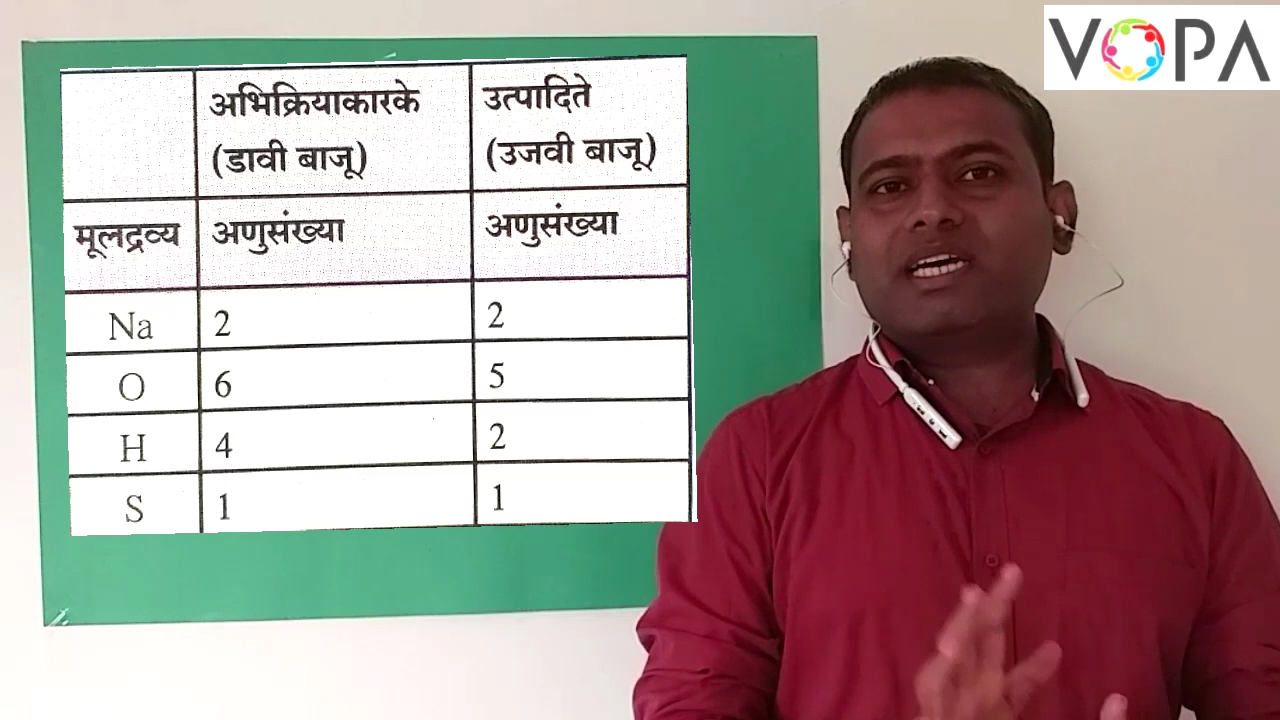 VOPA
अभिक्रियाकारके उत्पादिते
(डावी बाजू) (उजवी बाजू)
मूलद्रव्य अणुसंख्या अणुसंख्या
Na 2 2
O 6 5
H 4 2
S 1 1